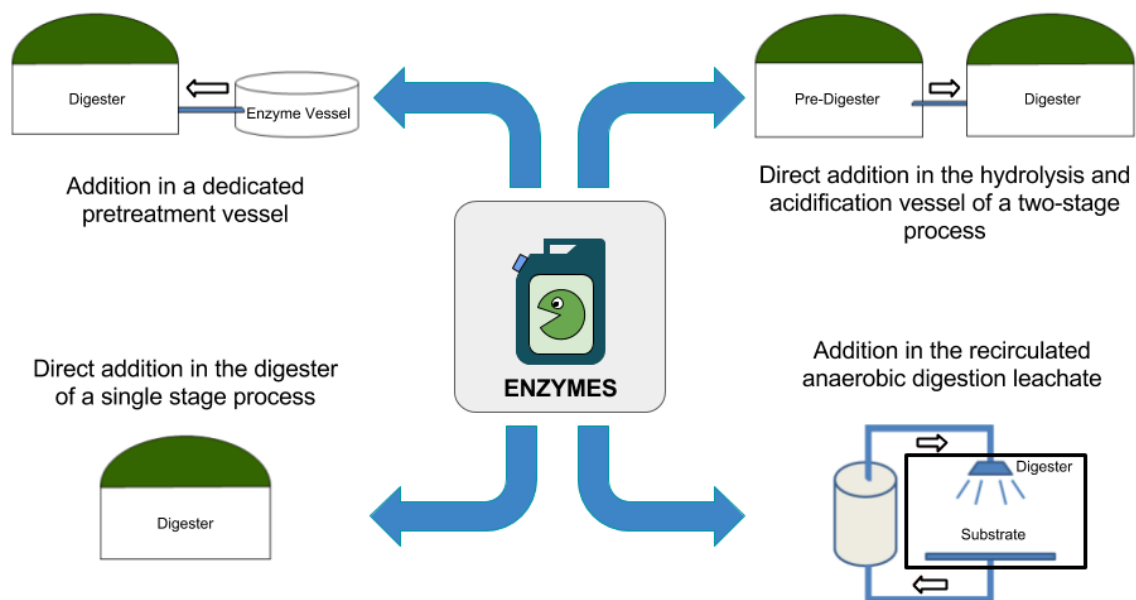 Digester
Enzyme Vessel
Addition in a dedicated
pretreatment vessel
Pre-Digester
Digester
Direct addition in the hydrolysis and
acidification vessel of a two-stage
process
ENZYMES
Direct addition in the digester
of a single stage process
Digester
Addition in the recirculated
anaerobic digestion leachate
Digester
Substrate